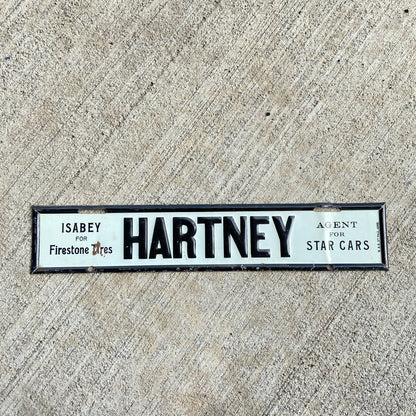 ISABEY
FOR
Firestone Tires
HARTNEY
AGENT
FOR
STAR CARS